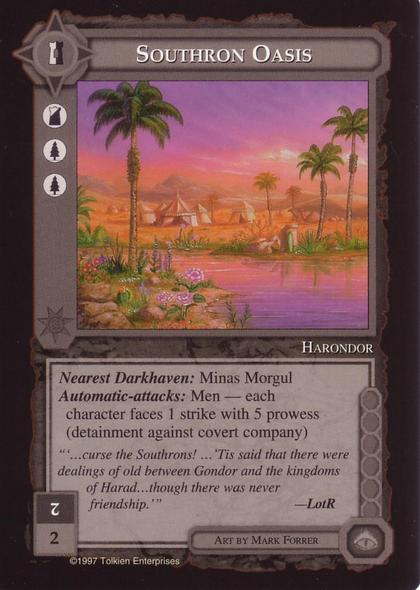 SOUTHRON OASIS
HARONDOR
Nearest Darkhaven: Minas Morgul
Automatic-attacks: Men — each
character faces 1 strike with 5 prowess
(detainment against covert company)
“‘...curse the Southrons! ...’Tis said that there were
dealings of old between Gondor and the kingdoms
of Harad...though there was never
friendship.’”
—LotR
2
2
ART BY MARK FORRER
©1997 Tolkien Enterprises